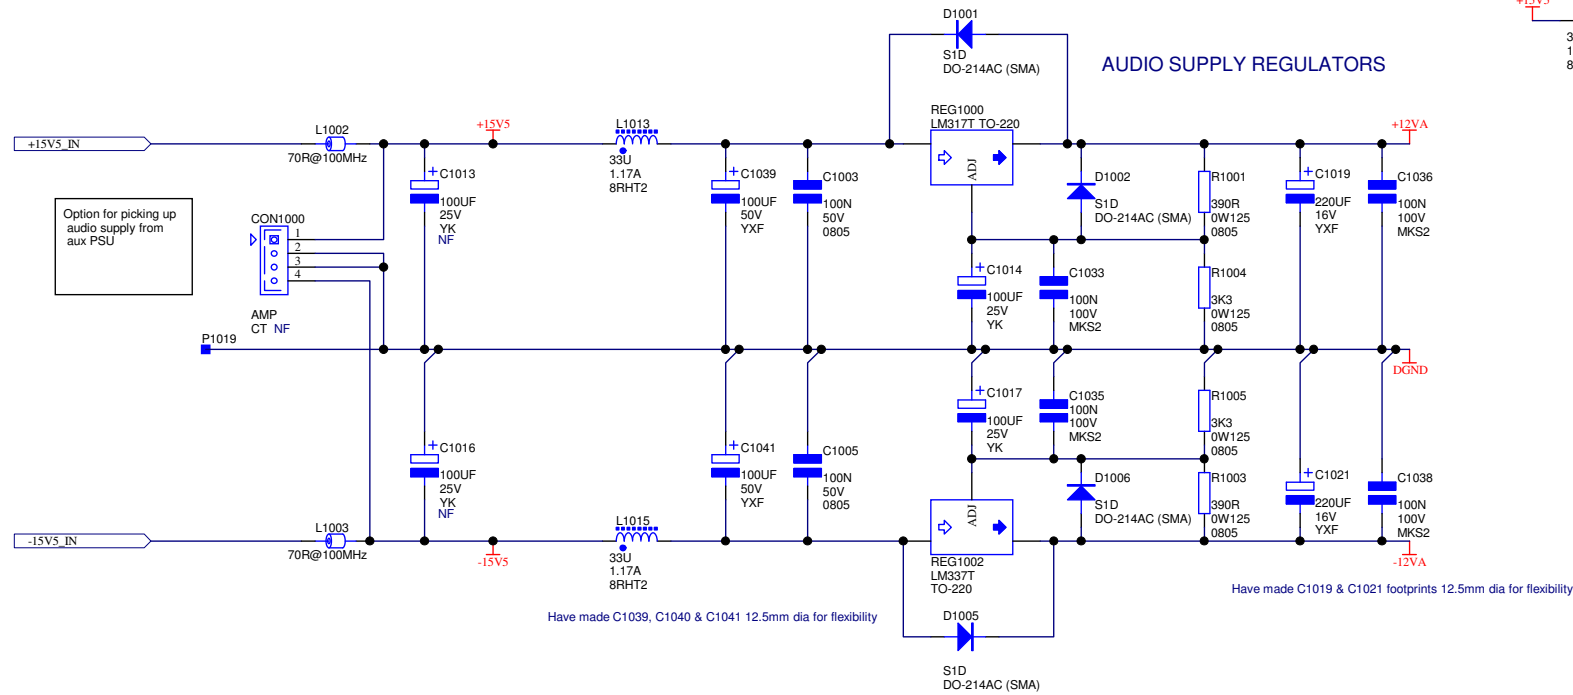 D1001
S1D
DO-214AC (SMA)
+15V5
3
1
8
AUDIO SUPPLY REGULATORS
+15V5_IN
L1002
70R@100MHz
+15V5
L1013
33U
1.17A
8RHT2
REG1000
LM317T TO-220
ADJ
+12VA
C1013
100UF
25V
YK
NF
C1039
100UF
50V
YXF
C1003
100N
50V
0805
D1002
S1D
DO-214AC (SMA)
R1001
390R
0W125
0805
C1019
220UF
16V
YXF
C1036
100N
100V
MKS2
Option for picking up
audio supply from
aux PSU
CON1000
1
2
3
4
AMP
CT NF
C1014
100UF
25V
YK
C1033
100N
100V
MKS2
R1004
3K3
0W125
0805
P1019
DGND
C1017
100UF
25V
YK
C1035
100N
100V
MKS2
R1005
3K3
0W125
0805
C1016
100UF
25V
YK
NF
C1041
100UF
50V
YXF
C1005
100N
50V
0805
D1006
S1D
DO-214AC (SMA)
R1003
390R
0W125
0805
C1021
220UF
16V
YXF
C1038
100N
100V
MKS2
-15V5_IN
L1003
70R@100MHz
-15V5
L1015
33U
1.17A
8RHT2
ADJ
REG1002
LM337T
TO-220
-12VA
Have made C1039, C1040 & C1041 12.5mm dia for flexibility
Have made C1019 & C1021 footprints 12.5mm dia for flexibility
D1005
S1D
DO-214AC (SMA)